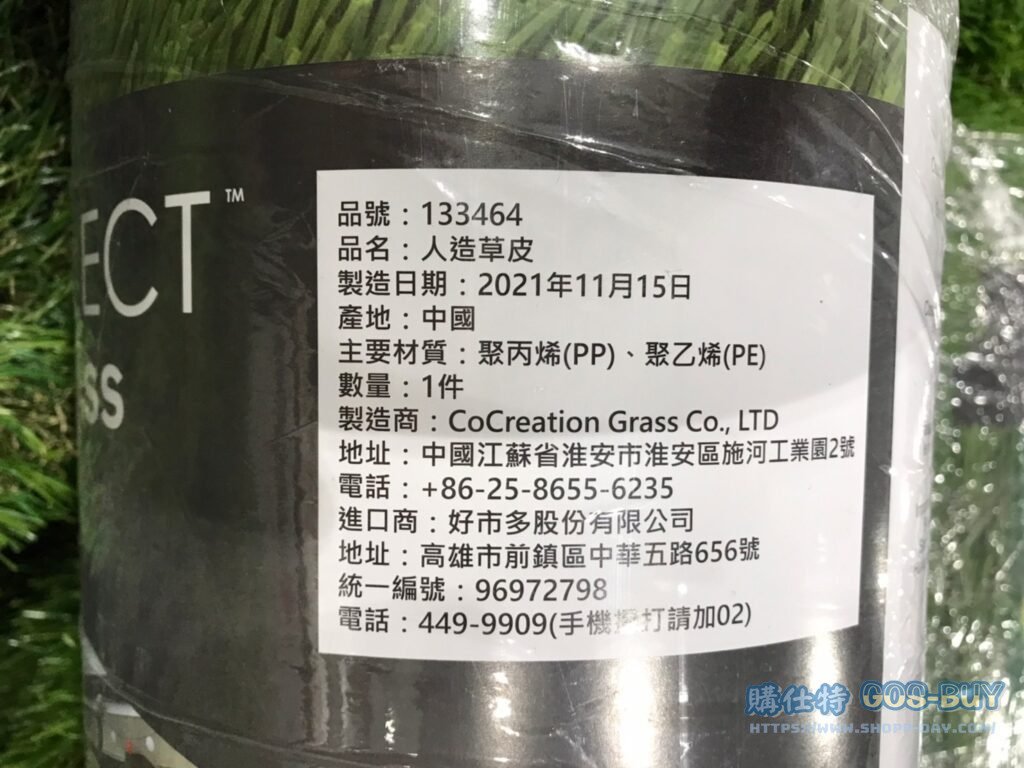 ECT™
ss
品號：133464
品名：人造草皮
製造日期：2021年11月15日
產地：中國
主要材質：聚丙烯(PP)、聚乙烯(PE)
數量：1件
製造商：CoCreation Grass Co., LTD
地址：中國江蘇省淮安市淮安區施河工業園2號
電話：+86-25-8655-6235
進口商：好市多股份有限公司
地址：高雄市前鎮區中華五路656號
統一編號：96972798
電話：449-9909(手機撥打請加02)
購仕特 GOS-BUY
HTTPS://WWW.SHOPP-DAY.COM/